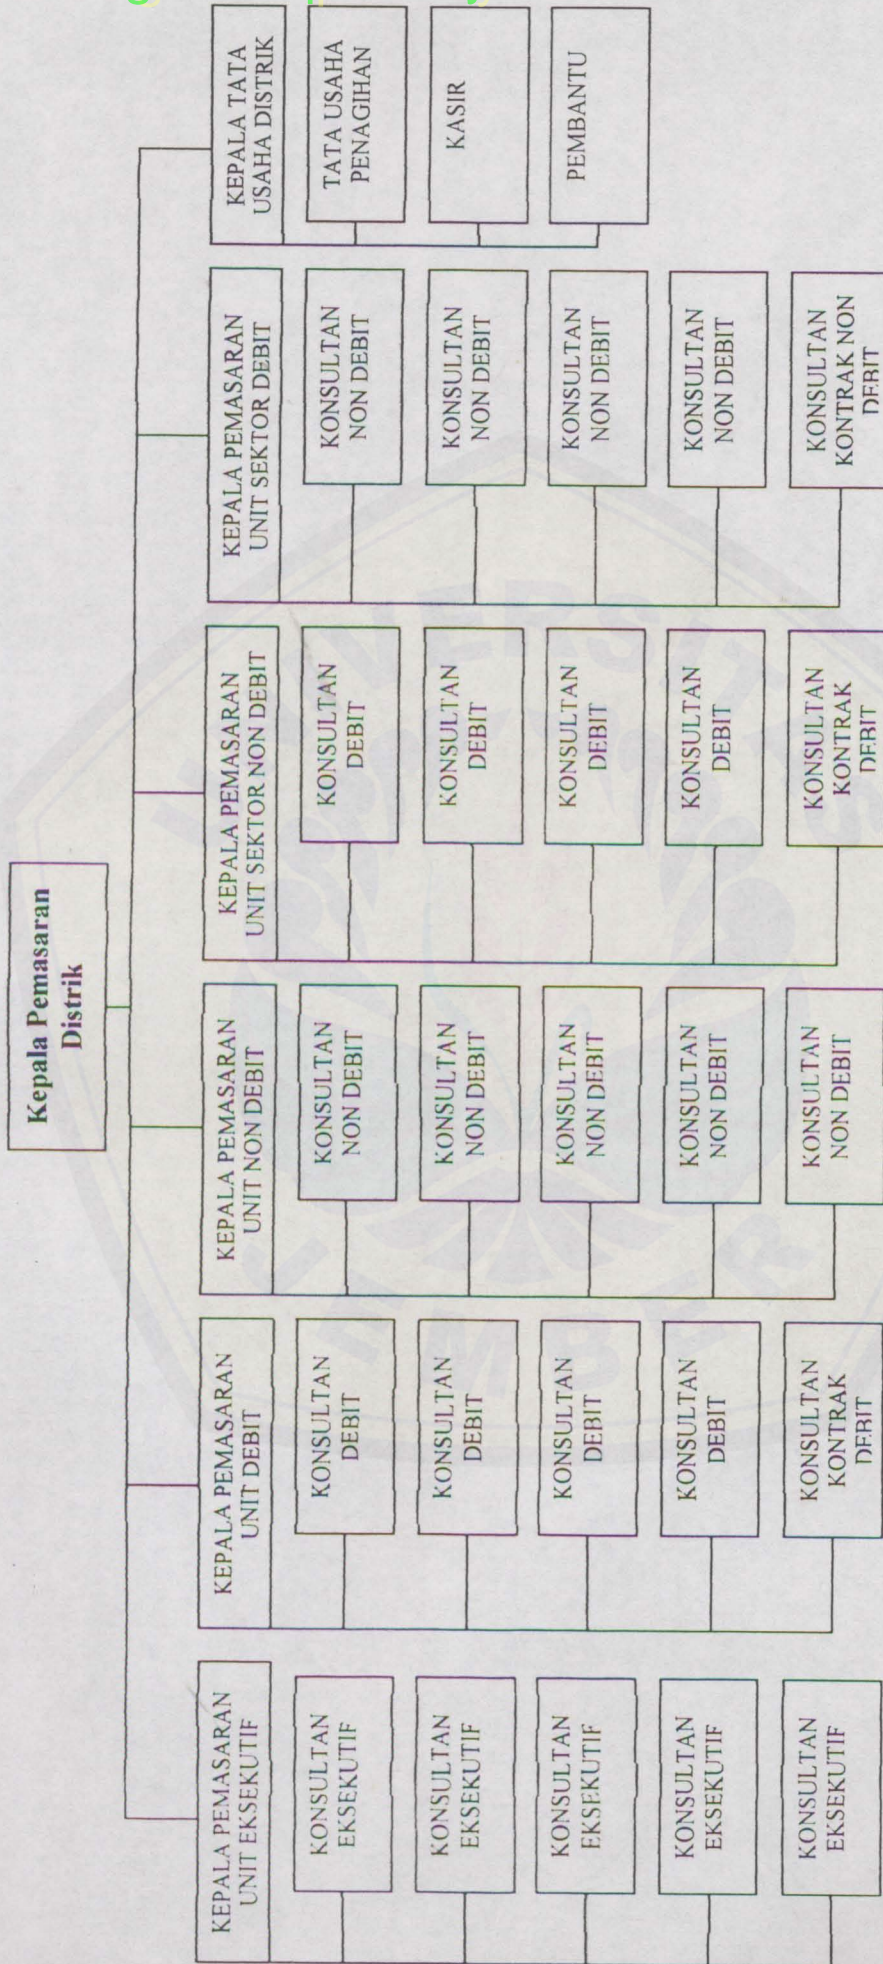 Kepala Pemasaran
Distrik
KEPALA PEMASARAN
UNIT EKSEKUTIF
KONSULTAN
EKSEKUTIF
KONSULTAN
EKSEKUTIF
KONSULTAN
EKSEKUTIF
KONSULTAN
EKSEKUTIF
KONSULTAN
EKSEKUTIF
KEPALA PEMASARAN
UNIT DEBIT
KONSULTAN
DEBIT
KONSULTAN
DEBIT
KONSULTAN
DEBIT
KONSULTAN
DEBIT
KONSULTAN
KONTRAK
DEBIT
KEPALA PEMASARAN
UNIT NON DEBIT
KONSULTAN
NON DEBIT
KONSULTAN
NON DEBIT
KONSULTAN
NON DEBIT
KONSULTAN
NON DEBIT
KONSULTAN
NON DEBIT
KEPALA PEMASARAN
UNIT SEKTOR NON DEBIT
KONSULTAN
DEBIT
KONSULTAN
DEBIT
KONSULTAN
DEBIT
KONSULTAN
DEBIT
KONSULTAN
KONTRAK
DEBIT
KEPALA PEMASARAN
UNIT SEKTOR DEBIT
KONSULTAN
NON DEBIT
KONSULTAN
NON DEBIT
KONSULTAN
NON DEBIT
KONSULTAN
NON DEBIT
KONSULTAN
KONTRAK NON
DEBIT
KEPALA TATA
USAHA DISTRIK
TATA USAHA
PENAGIHAN
KASIR
PEMBANTU
UNIVERSITAS
JEMBER